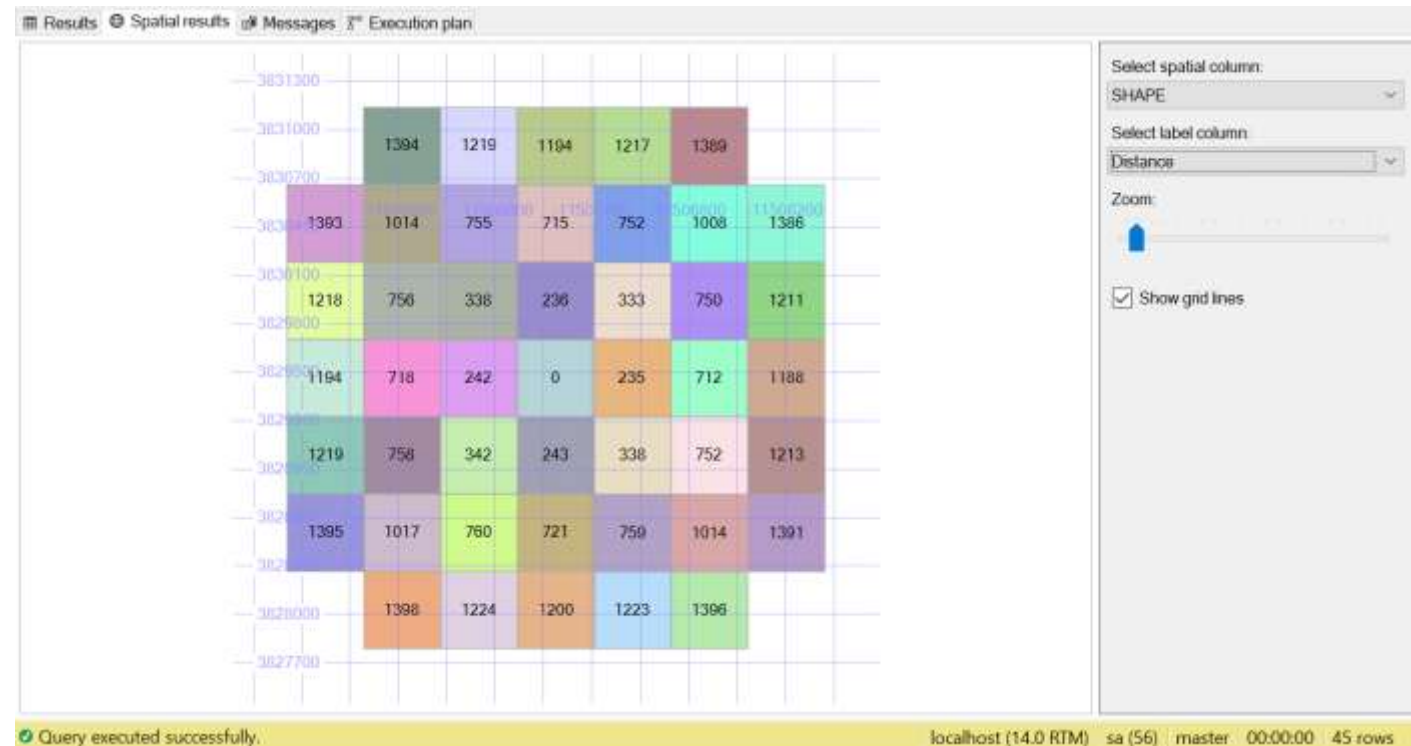 Results Spatial results Messages Execution plan
Select spatial column:
SHAPE
Select label column:
Distance
Zoom:
Show grid lines
3831300
3831000
1394 1219 1194 1217 1389
3830700
1393 1014 755 715 752 1008 1386
3830100
1218 756 338 236 333 750 1211
3829800
1194 718 242 0 235 712 1188
1219 758 342 243 338 752 1213
1395 1017 760 721 759 1014 1391
3828000
1398 1224 1200 1223 1396
3827700
Query executed successfully. localhost (14.0 RTM) sa (56) master 00:00:00 45 rows